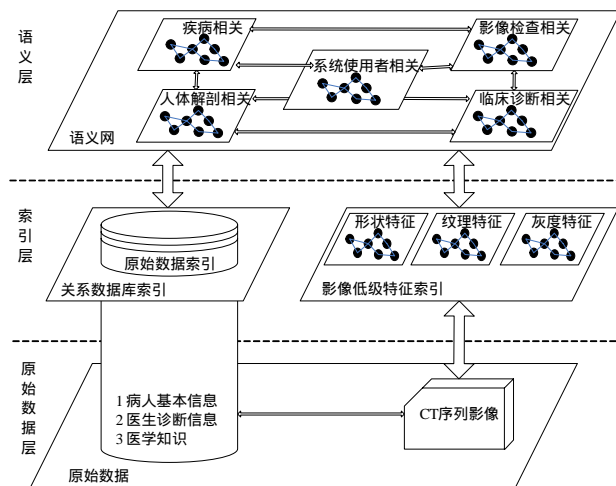 语义层
疾病相关
影像检查相关
系统使用者相关
人体解剖相关
临床诊断相关
语义网
索引层
原始数据索引
关系数据库索引
形状特征
纹理特征
灰度特征
影像低级特征索引
原始数据层
1 病人基本信息
2 医生诊断信息
3 医学知识
CT序列影像
原始数据